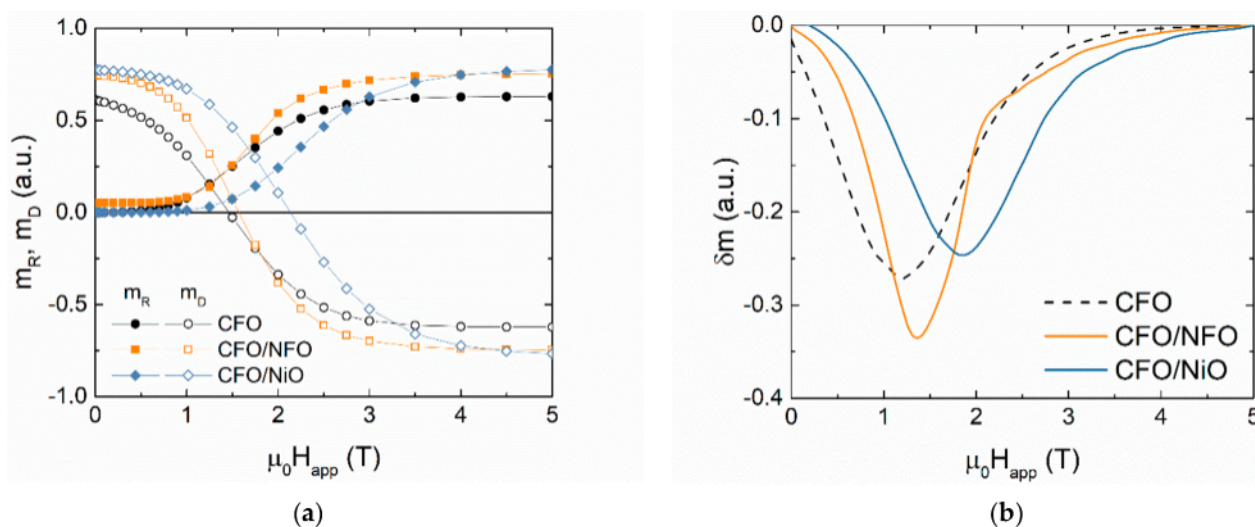 1.0
0.5
0.0
-0.5
-1.0
m_R, m_D (a.u.)
m_R m_D
CFO
CFO/NFO
CFO/NiO
0 1 2 3 4 5
μ₀H_app (T)
(a)
0.0
-0.1
-0.2
-0.3
-0.4
δm (a.u.)
CFO
CFO/NFO
CFO/NiO
0 1 2 3 4 5
μ₀H_app (T)
(b)